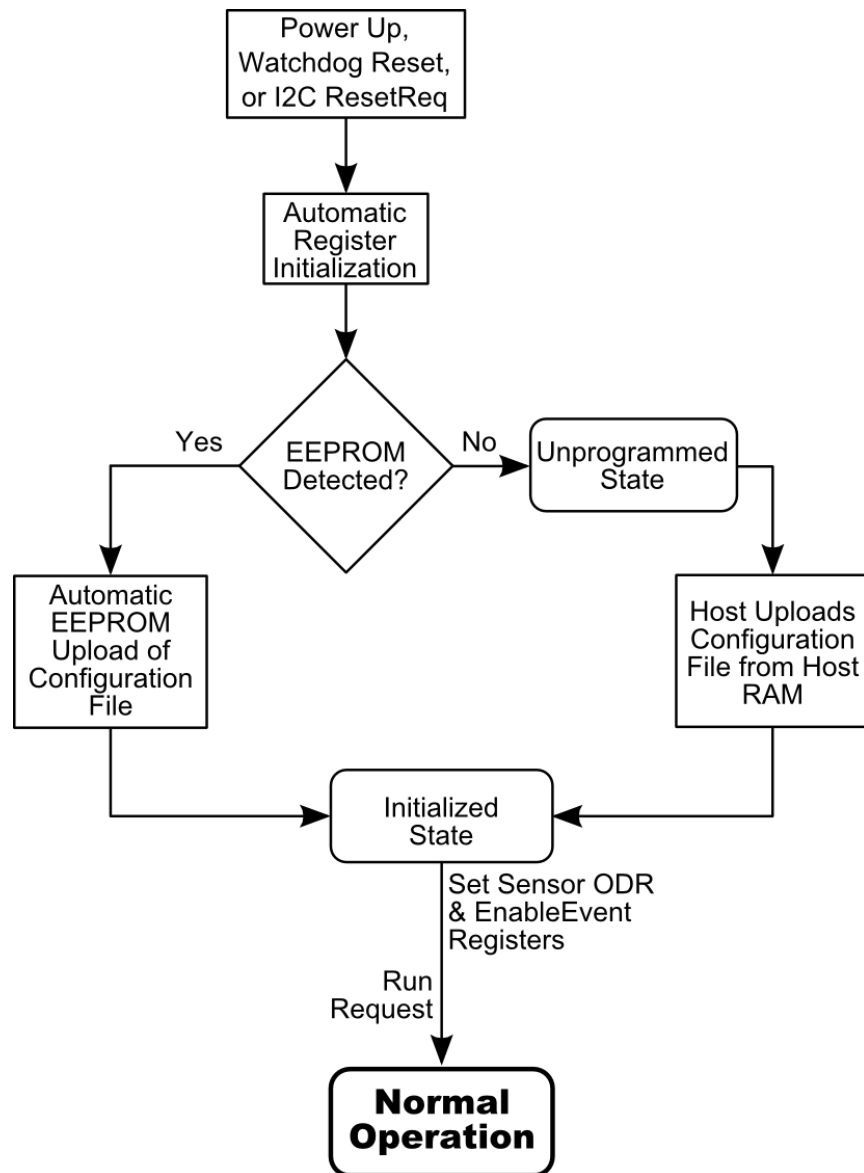 Power Up,
Watchdog Reset,
or I2C ResetReq
Automatic
Register
Initialization
Yes
EEPROM
Detected?
No
Unprogrammed
State
Automatic
EEPROM
Upload of
Configuration
File
Host Uploads
Configuration
File from Host
RAM
Initialized
State
Set Sensor ODR
& EnableEvent
Registers
Run
Request
Normal
Operation